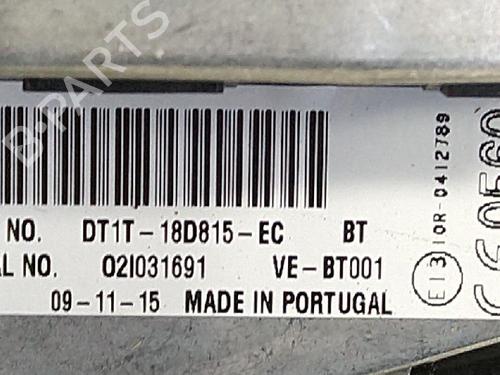 NO. DT1T-18D815-EC BT
AL NO. 02I031691 VE-BT001
09-11-15 MADE IN PORTUGAL
E13 10R-0412789
B-PARTS